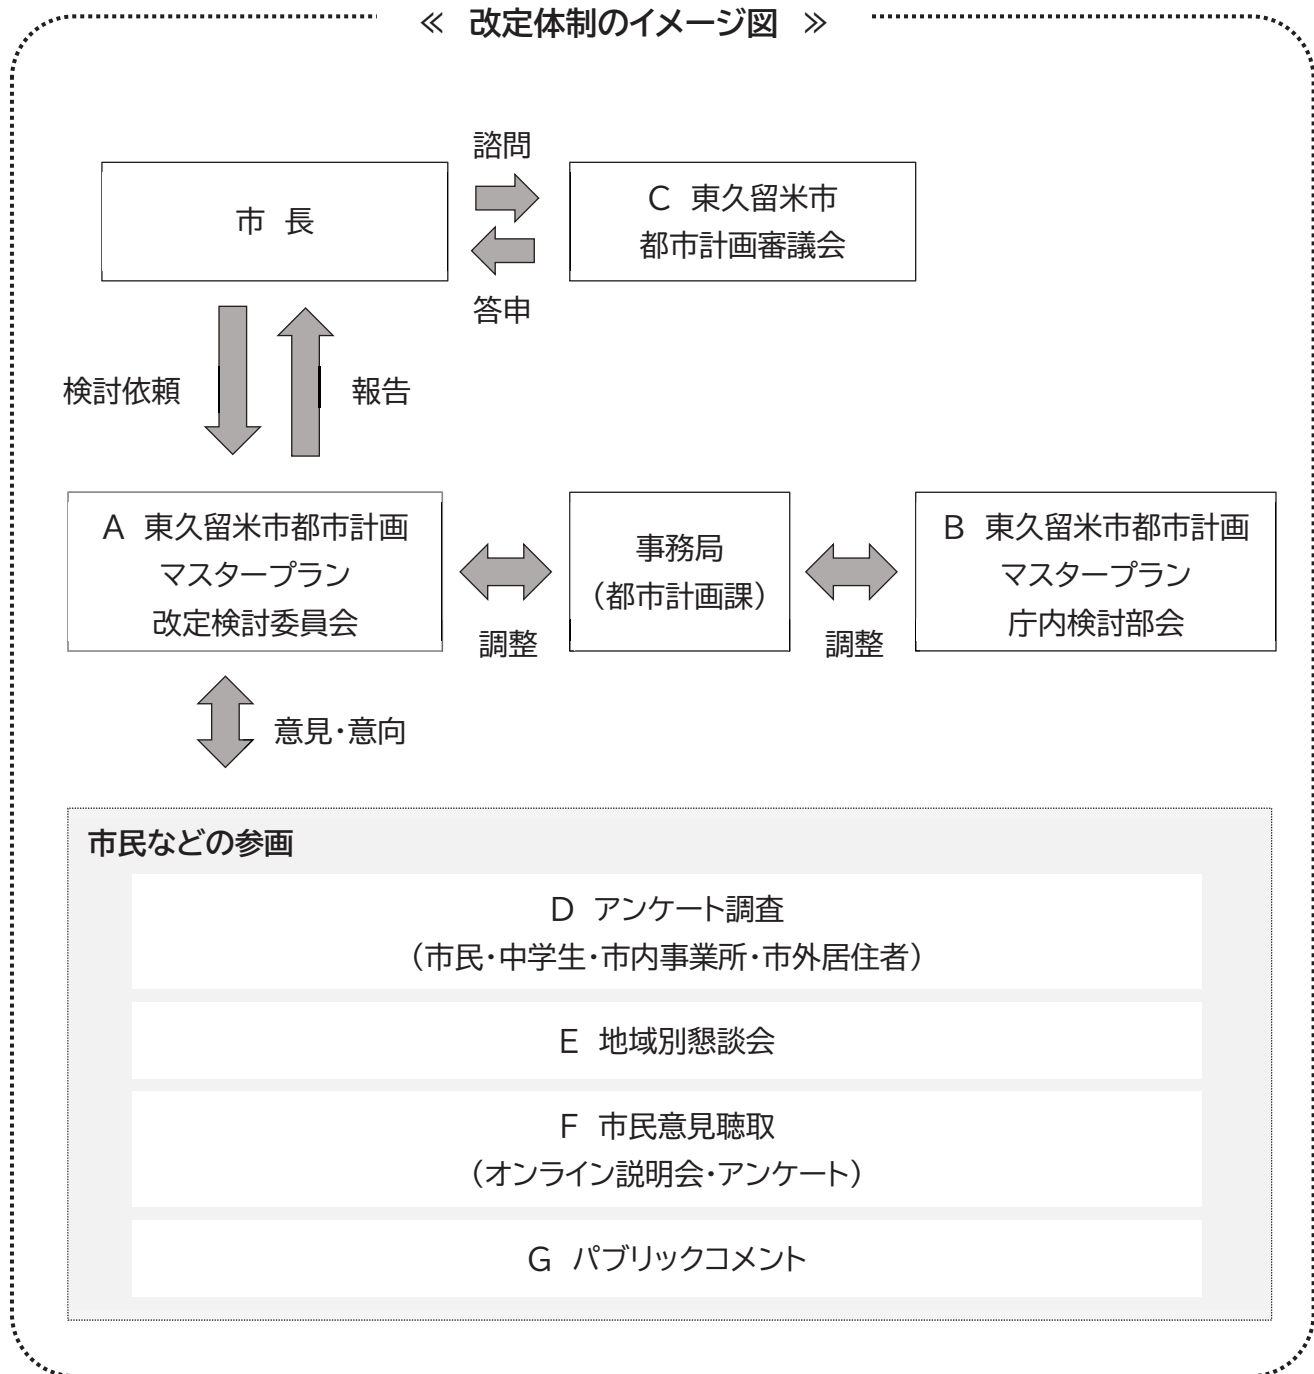 ≪ 改定体制のイメージ図 ≫
諮問
市 長
C 東久留米市
都市計画審議会
答申
検討依頼
報告
A 東久留米市都市計画
マスタープラン
改定検討委員会
調整
事務局
（都市計画課）
調整
B 東久留米市都市計画
マスタープラン
庁内検討部会
意見・意向
市民などの参画
D アンケート調査
（市民・中学生・市内事業所・市外居住者）
E 地域別懇談会
F 市民意見聴取
（オンライン説明会・アンケート）
G パブリックコメント